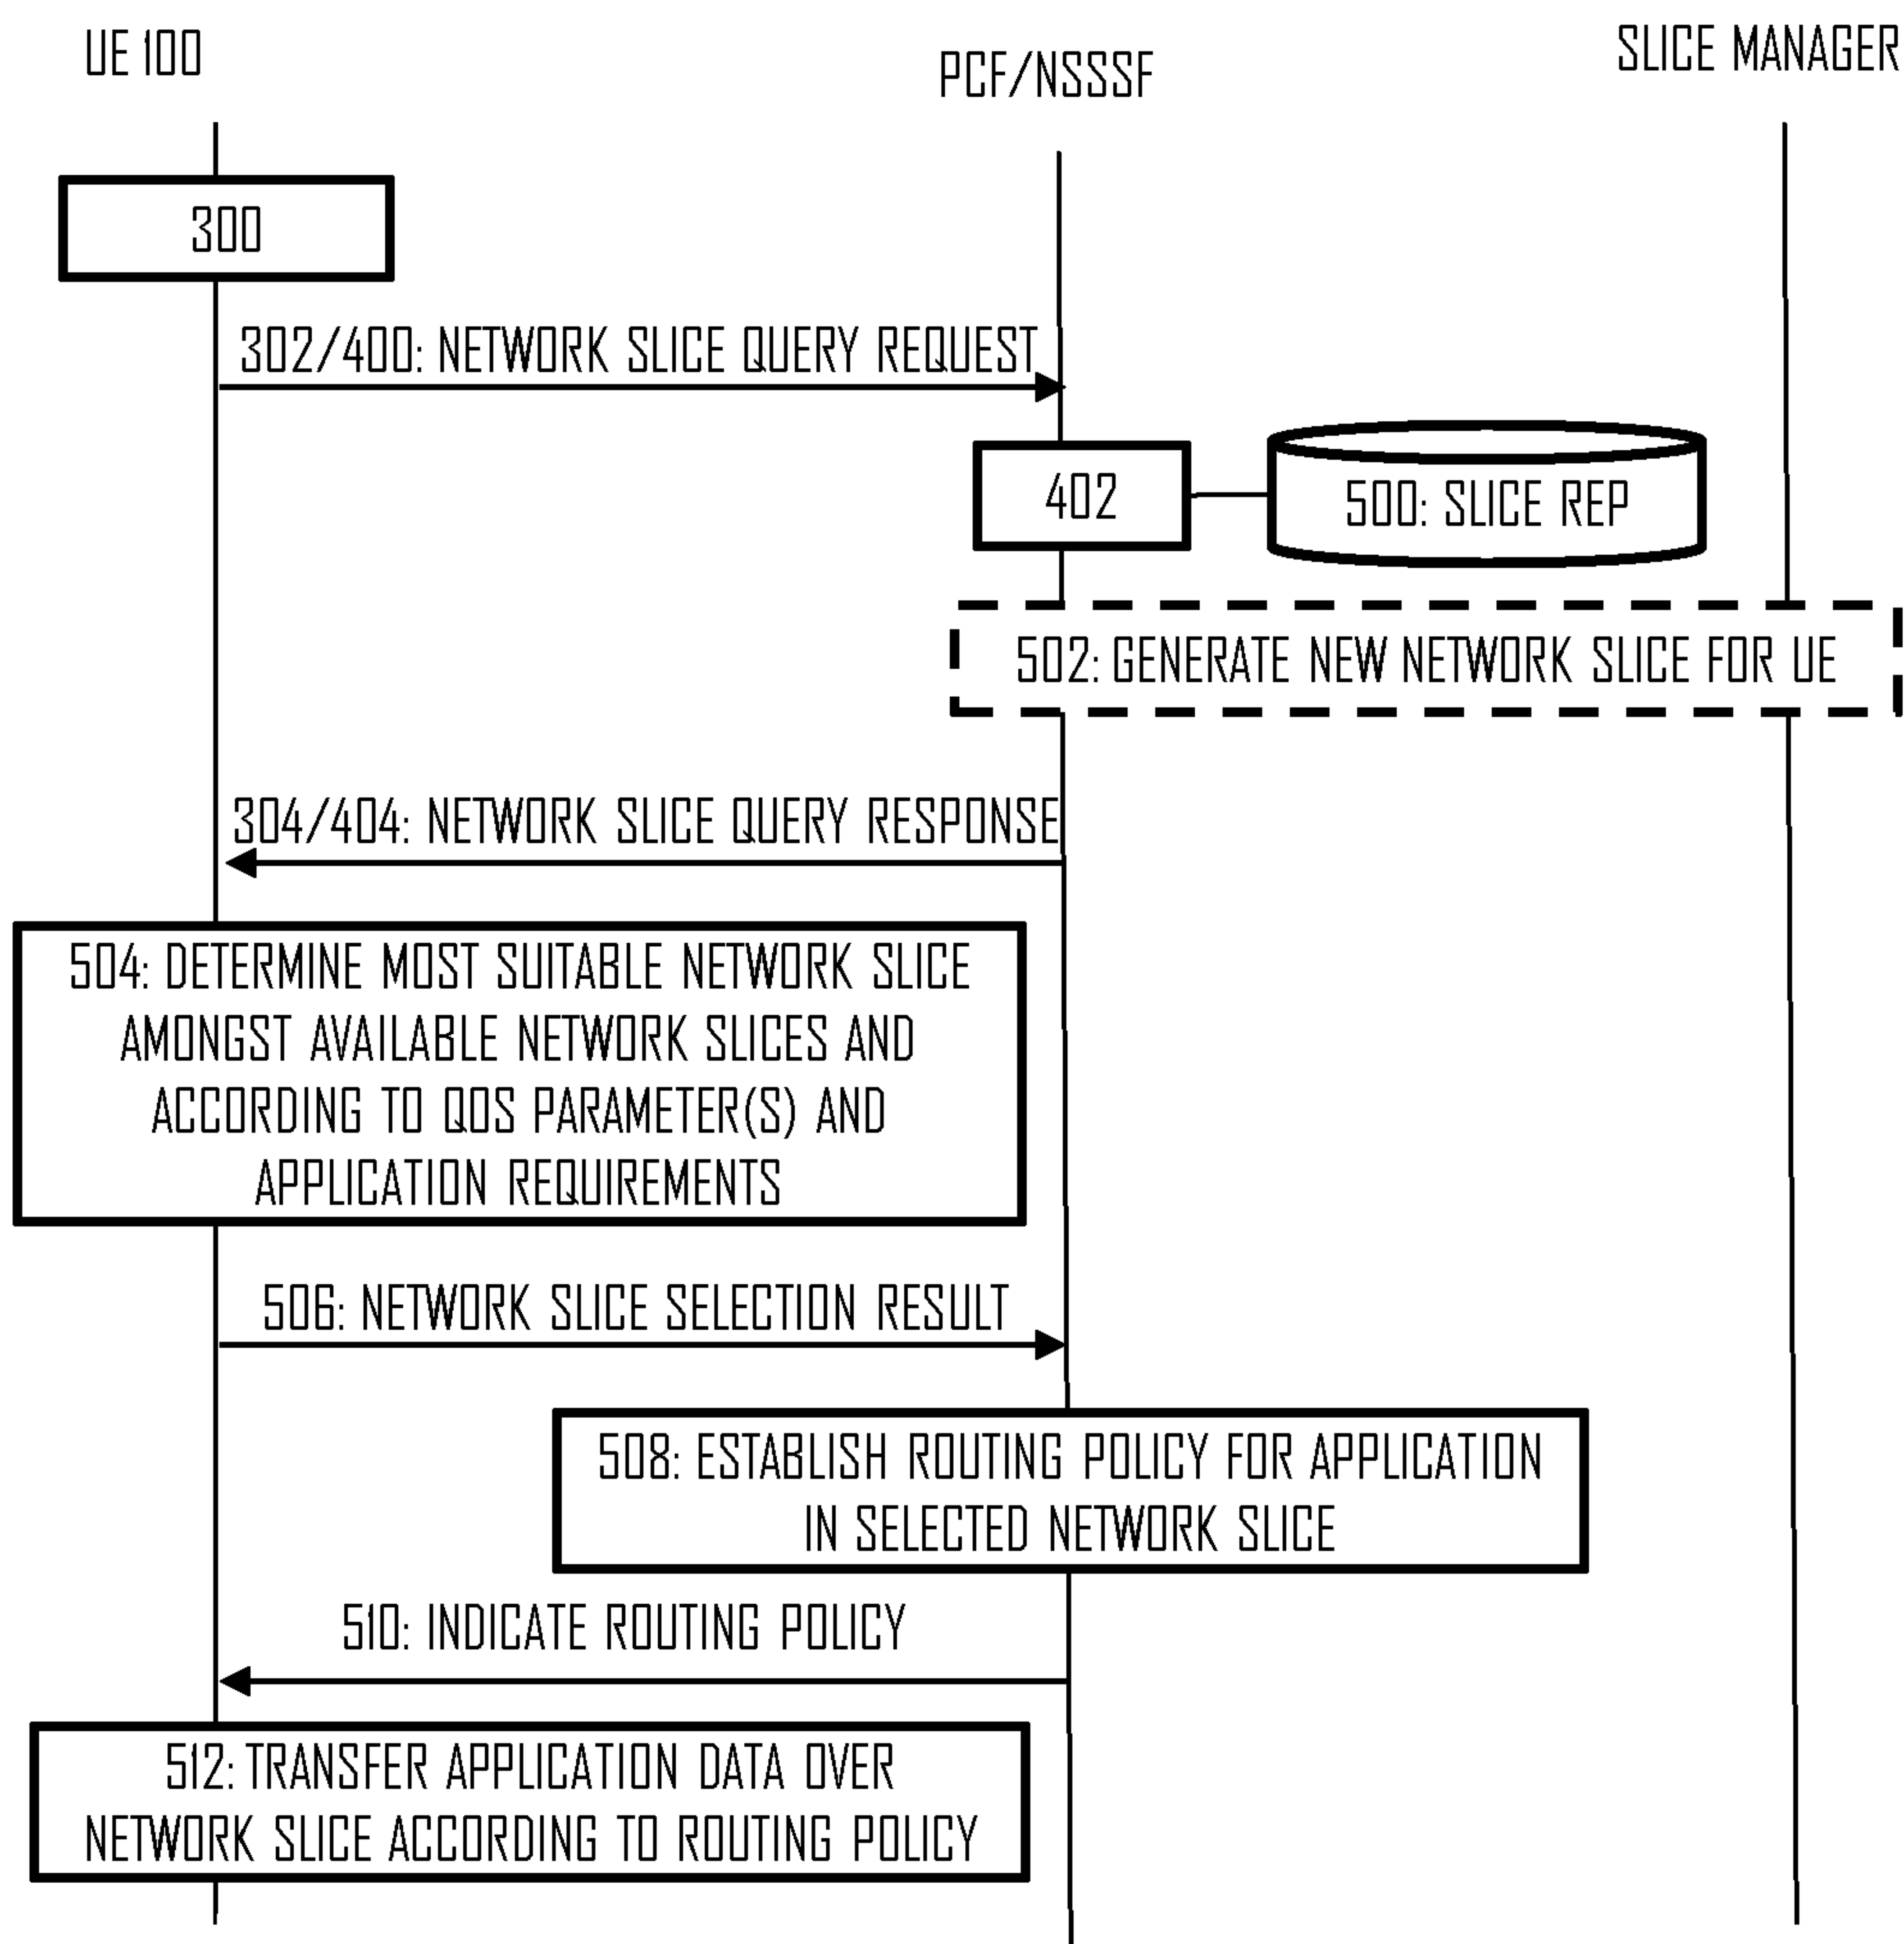 UE 100
PCF/NSSSF
SLICE MANAGER
300
302/400: NETWORK SLICE QUERY REQUEST
402
500: SLICE REP
502: GENERATE NEW NETWORK SLICE FOR UE
304/404: NETWORK SLICE QUERY RESPONSE
504: DETERMINE MOST SUITABLE NETWORK SLICE
AMONGST AVAILABLE NETWORK SLICES AND
ACCORDING TO QOS PARAMETER(S) AND
APPLICATION REQUIREMENTS
506: NETWORK SLICE SELECTION RESULT
508: ESTABLISH ROUTING POLICY FOR APPLICATION
IN SELECTED NETWORK SLICE
510: INDICATE ROUTING POLICY
512: TRANSFER APPLICATION DATA OVER
NETWORK SLICE ACCORDING TO ROUTING POLICY